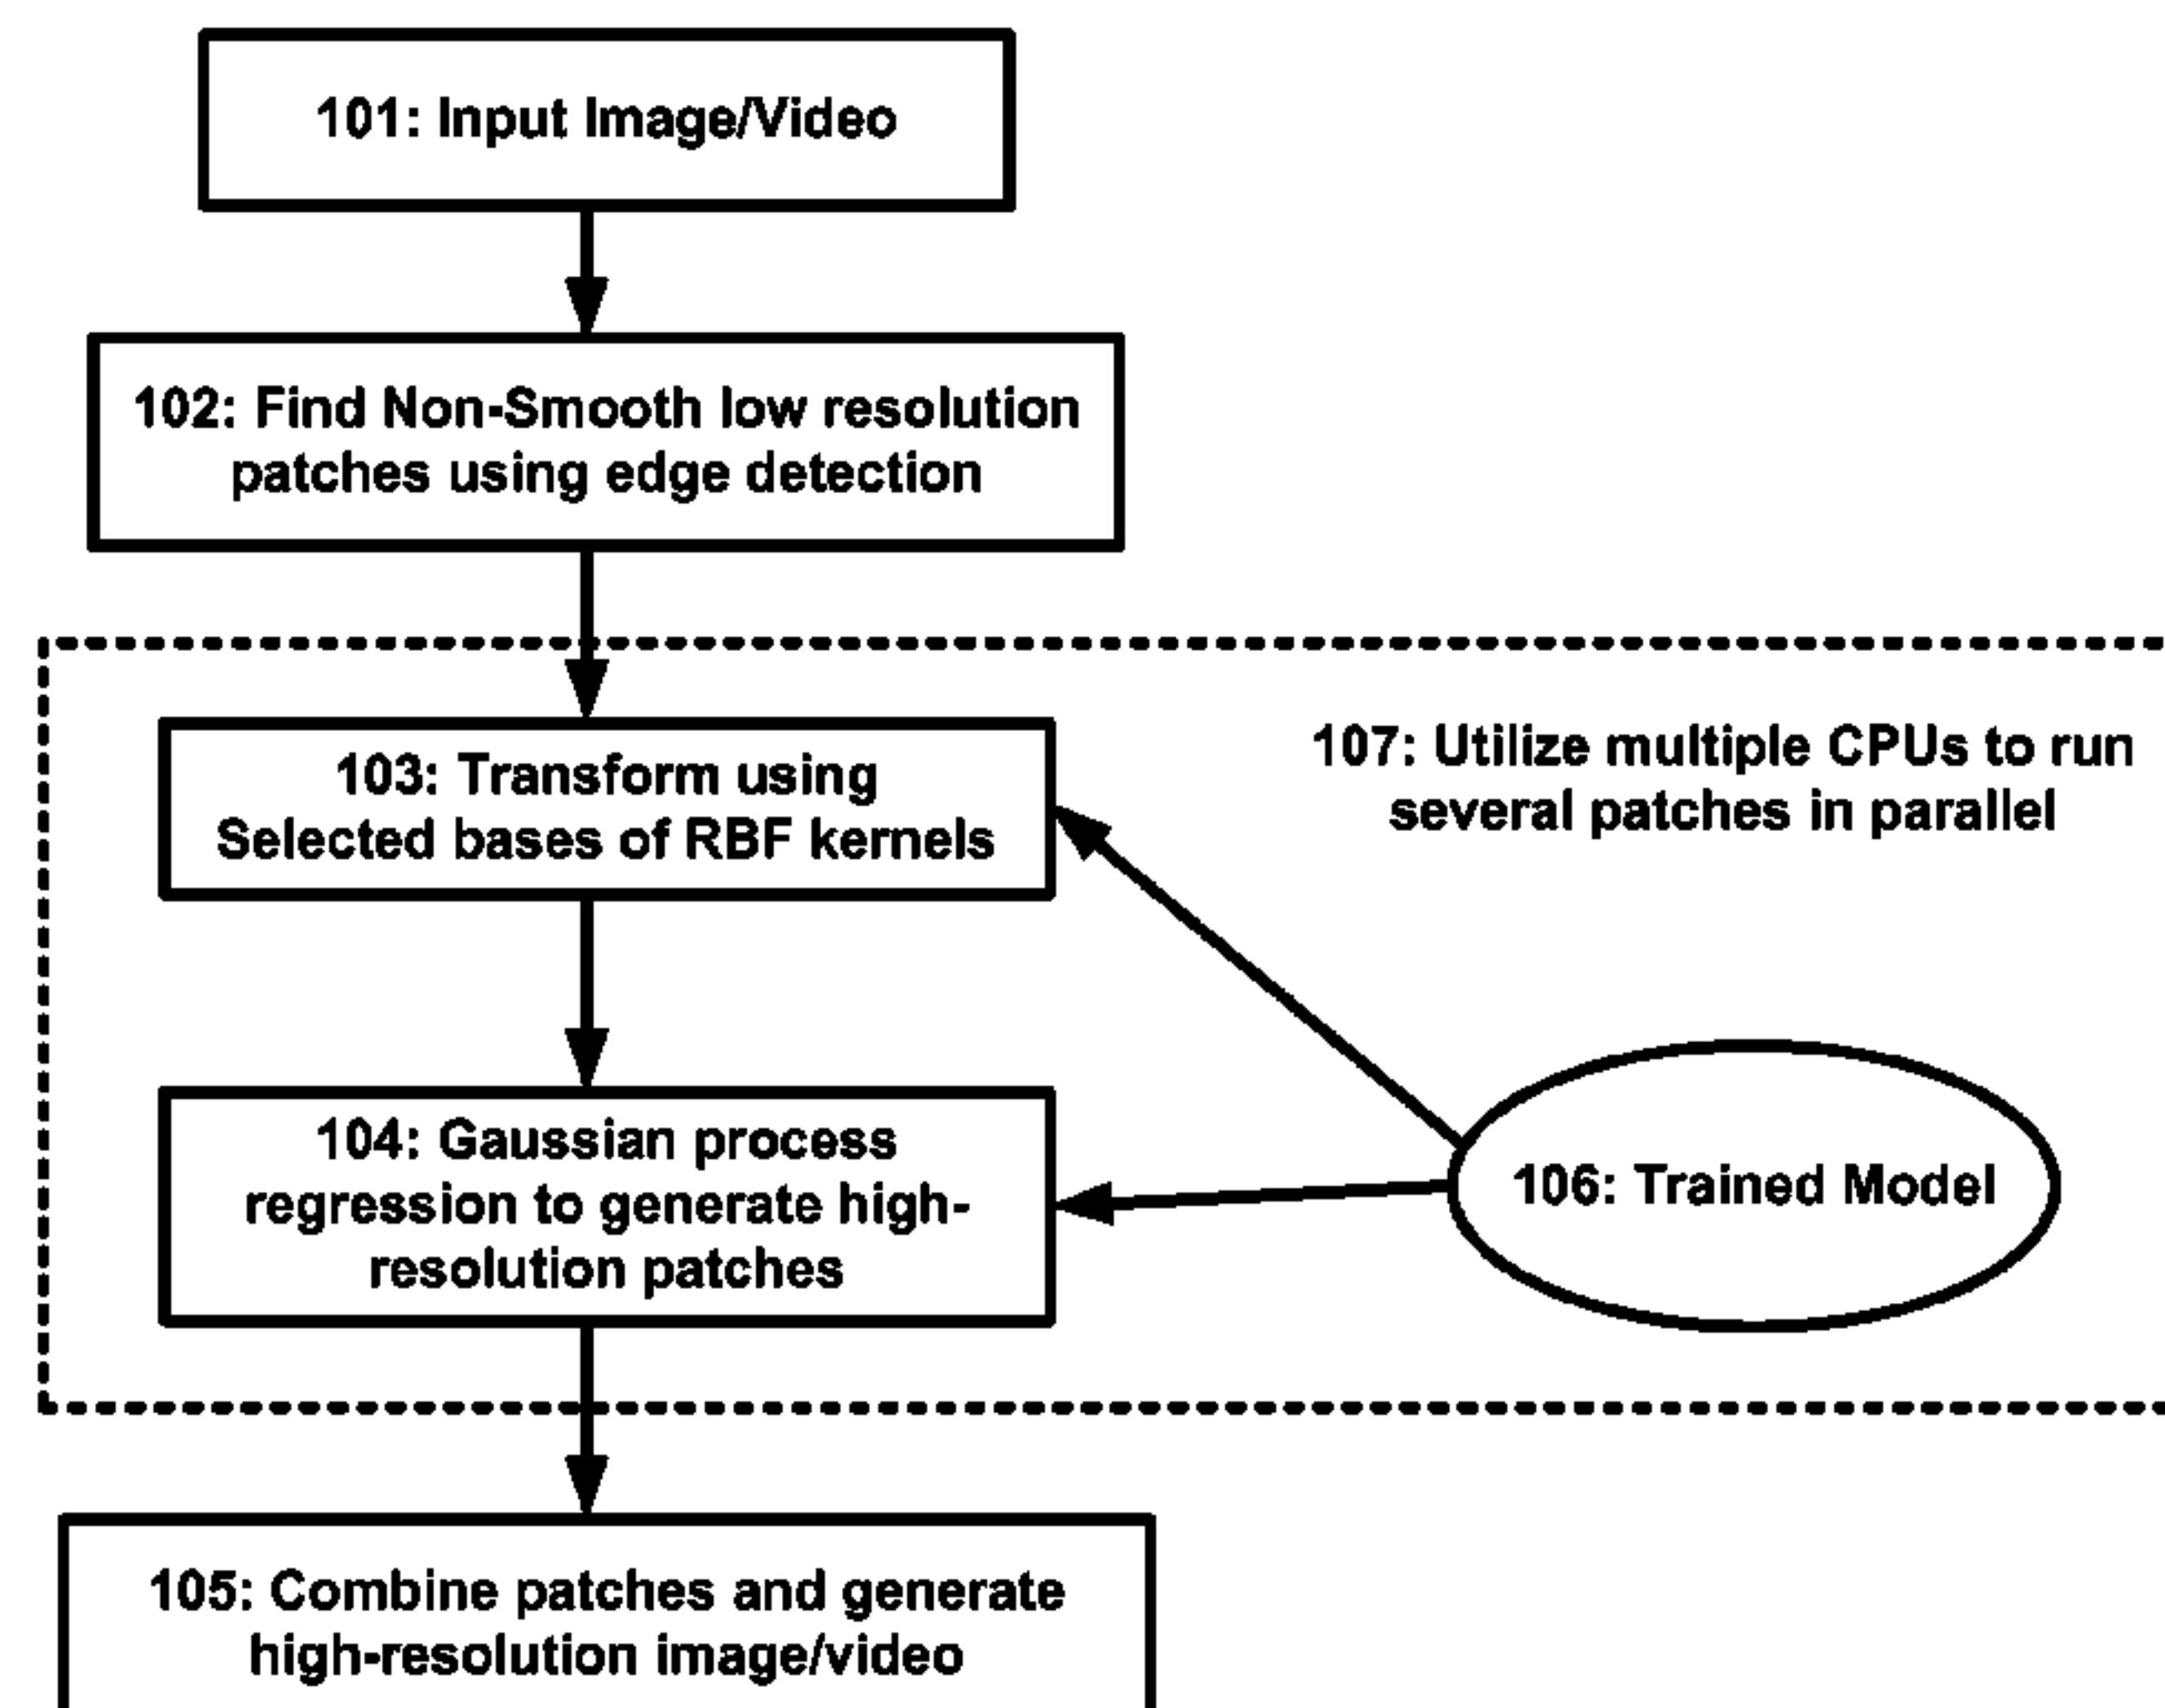 101: Input Image/Video
102: Find Non-Smooth low resolution
patches using edge detection
103: Transform using
Selected bases of RBF kernels
107: Utilize multiple CPUs to run
several patches in parallel
104: Gaussian process
regression to generate high-
resolution patches
106: Trained Model
105: Combine patches and generate
high-resolution image/video